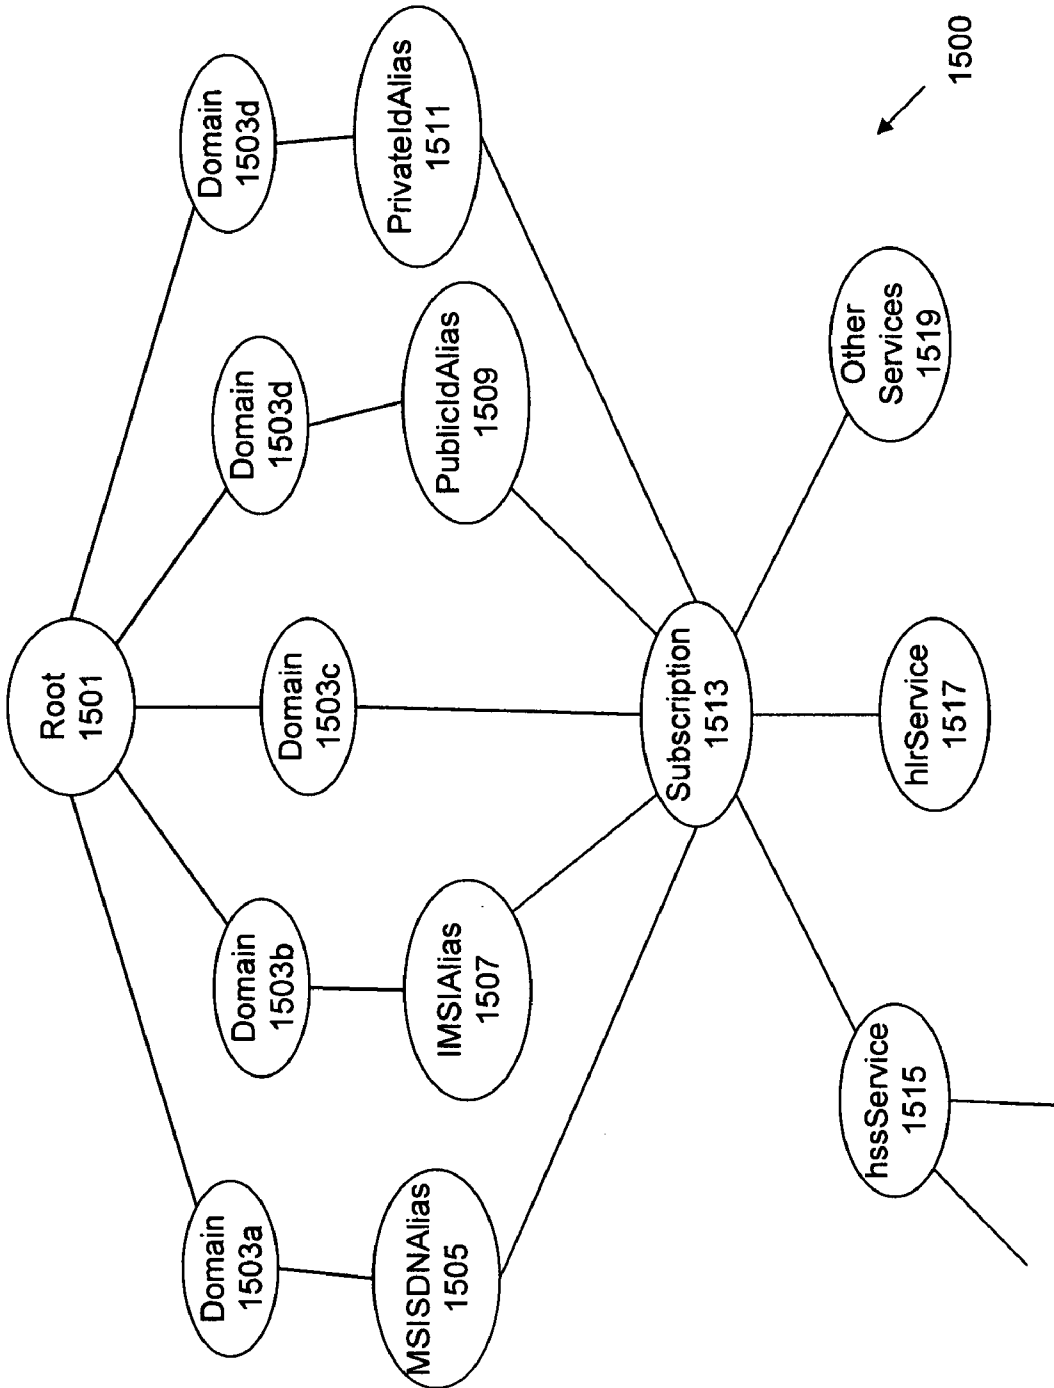 Root
1501
Domain
1503a
Domain
1503b
Domain
1503c
Domain
1503d
Domain
1503d
MSISDNAlias
1505
IMSIAlias
1507
PublicIdAlias
1509
PrivateIdAlias
1511
Subscription
1513
hssService
1515
hlrService
1517
Other
Services
1519
1500